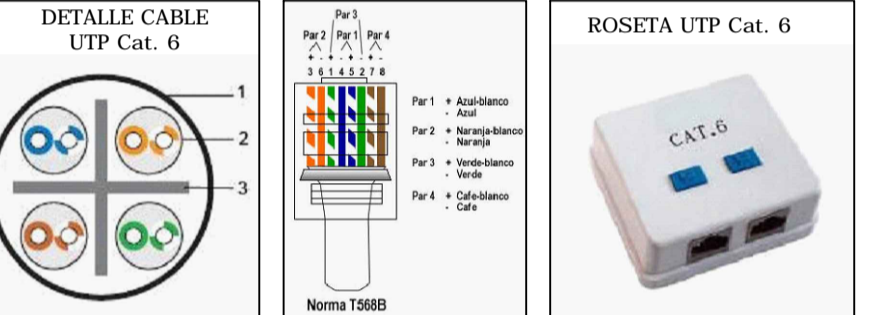 DETALLE CABLE
UTP Cat. 6
1
2
3
Par 3
Par 2 Par 1 Par 4
+ - + - + - + -
3 6 1 4 5 2 7 8
Par 1 + Azul-blanco
- Azul
Par 2 + Naranja-blanco
- Naranja
Par 3 + Verde-blanco
- Verde
Par 4 + Cafe-blanco
- Cafe
Norma T568B
ROSETA UTP Cat. 6
CAT.6